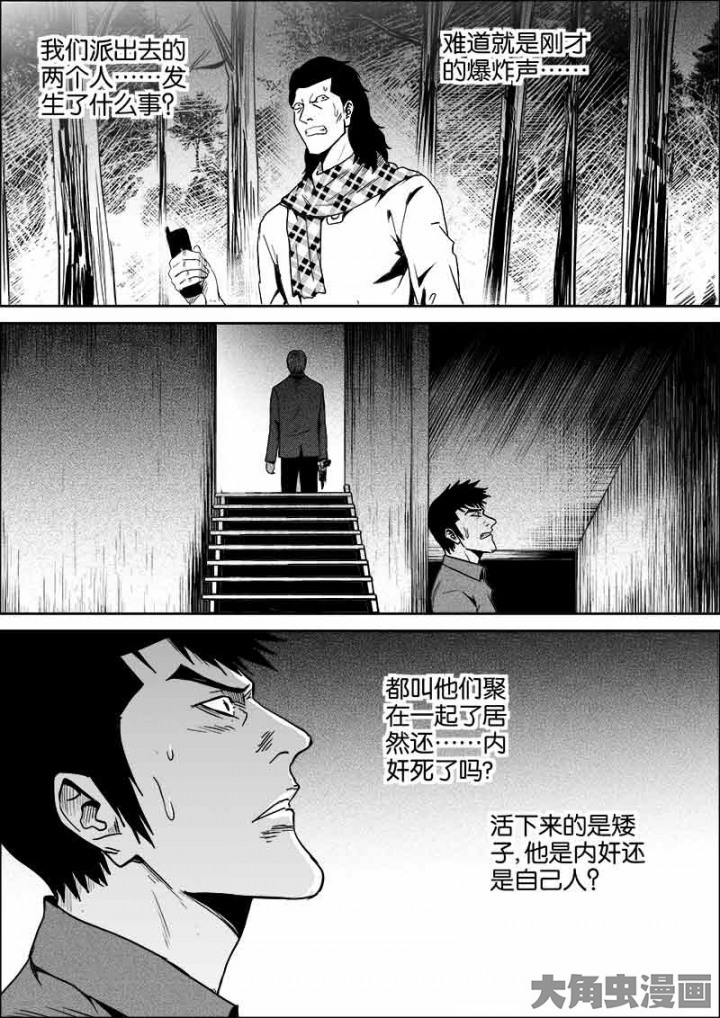 我们派出去的
两个人……发
生了什么事？
难道就是刚才
的爆炸声……
都叫他们聚
在一起了居
然还……内
奸死了吗？
活下来的是矮
子，他是内奸还
是自己人？
大角虫漫画